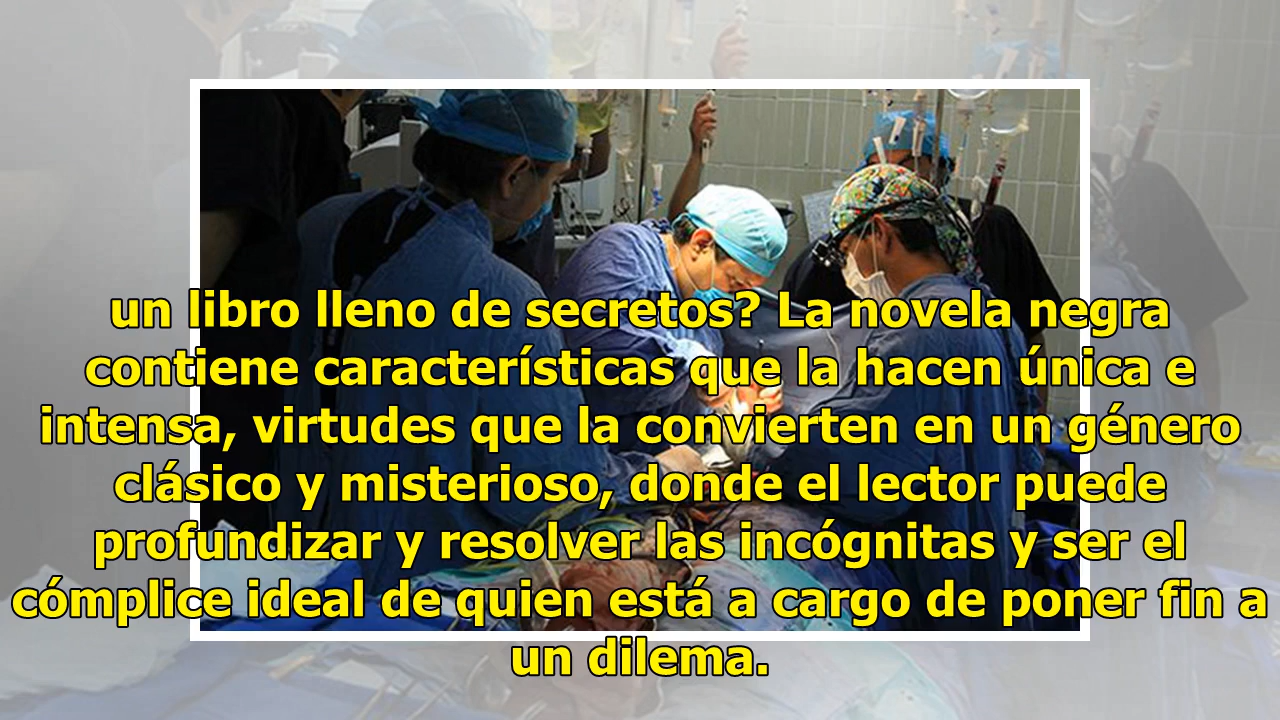 un libro lleno de secretos? La novela negra
contiene características que la hacen única e
intensa, virtudes que la convierten en un género
clásico y misterioso, donde el lector puede
profundizar y resolver las incógnitas y ser el
cómplice ideal de quien está a cargo de poner fin a
un dilema.